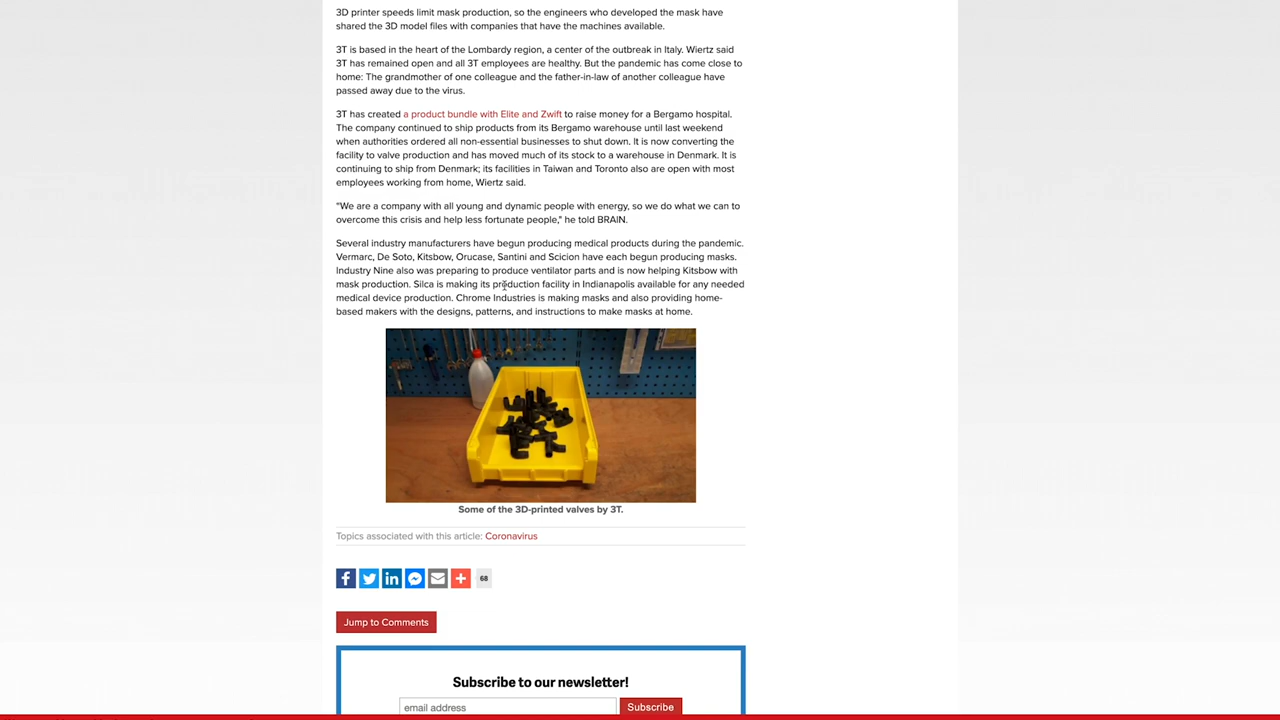 3D printer speeds limit mask production, so the engineers who developed the mask have
shared the 3D model files with companies that have the machines available.
3T is based in the heart of the Lombardy region, a center of the outbreak in Italy. Wiertz said
3T has remained open and all 3T employees are healthy. But the pandemic has come close to
home: The grandmother of one colleague and the father-in-law of another colleague have
passed away due to the virus.
3T has created a product bundle with Elite and Zwift to raise money for a Bergamo hospital.
The company continued to ship products from its Bergamo warehouse until last weekend
when authorities ordered all non-essential businesses to shut down. It is now converting the
facility to valve production and has moved much of its stock to a warehouse in Denmark. It is
continuing to ship from Denmark; its facilities in Taiwan and Toronto also are open with most
employees working from home, Wiertz said.
"We are a company with all young and dynamic people with energy, so we do what we can to
overcome this crisis and help less fortunate people," he told BRAIN.
Several industry manufacturers have begun producing medical products during the pandemic.
Vermarc, De Soto, Kitsbow, Orucase, Santini and Scicion have each begun producing masks.
Industry Nine also was preparing to produce ventilator parts and is now helping Kitsbow with
mask production. Silca is making its production facility in Indianapolis available for any needed
medical device production. Chrome Industries is making masks and also providing home-
based makers with the designs, patterns, and instructions to make masks at home.
Some of the 3D-printed valves by 3T.
Topics associated with this article: Coronavirus
68
Jump to Comments
Subscribe to our newsletter!
email address
Subscribe